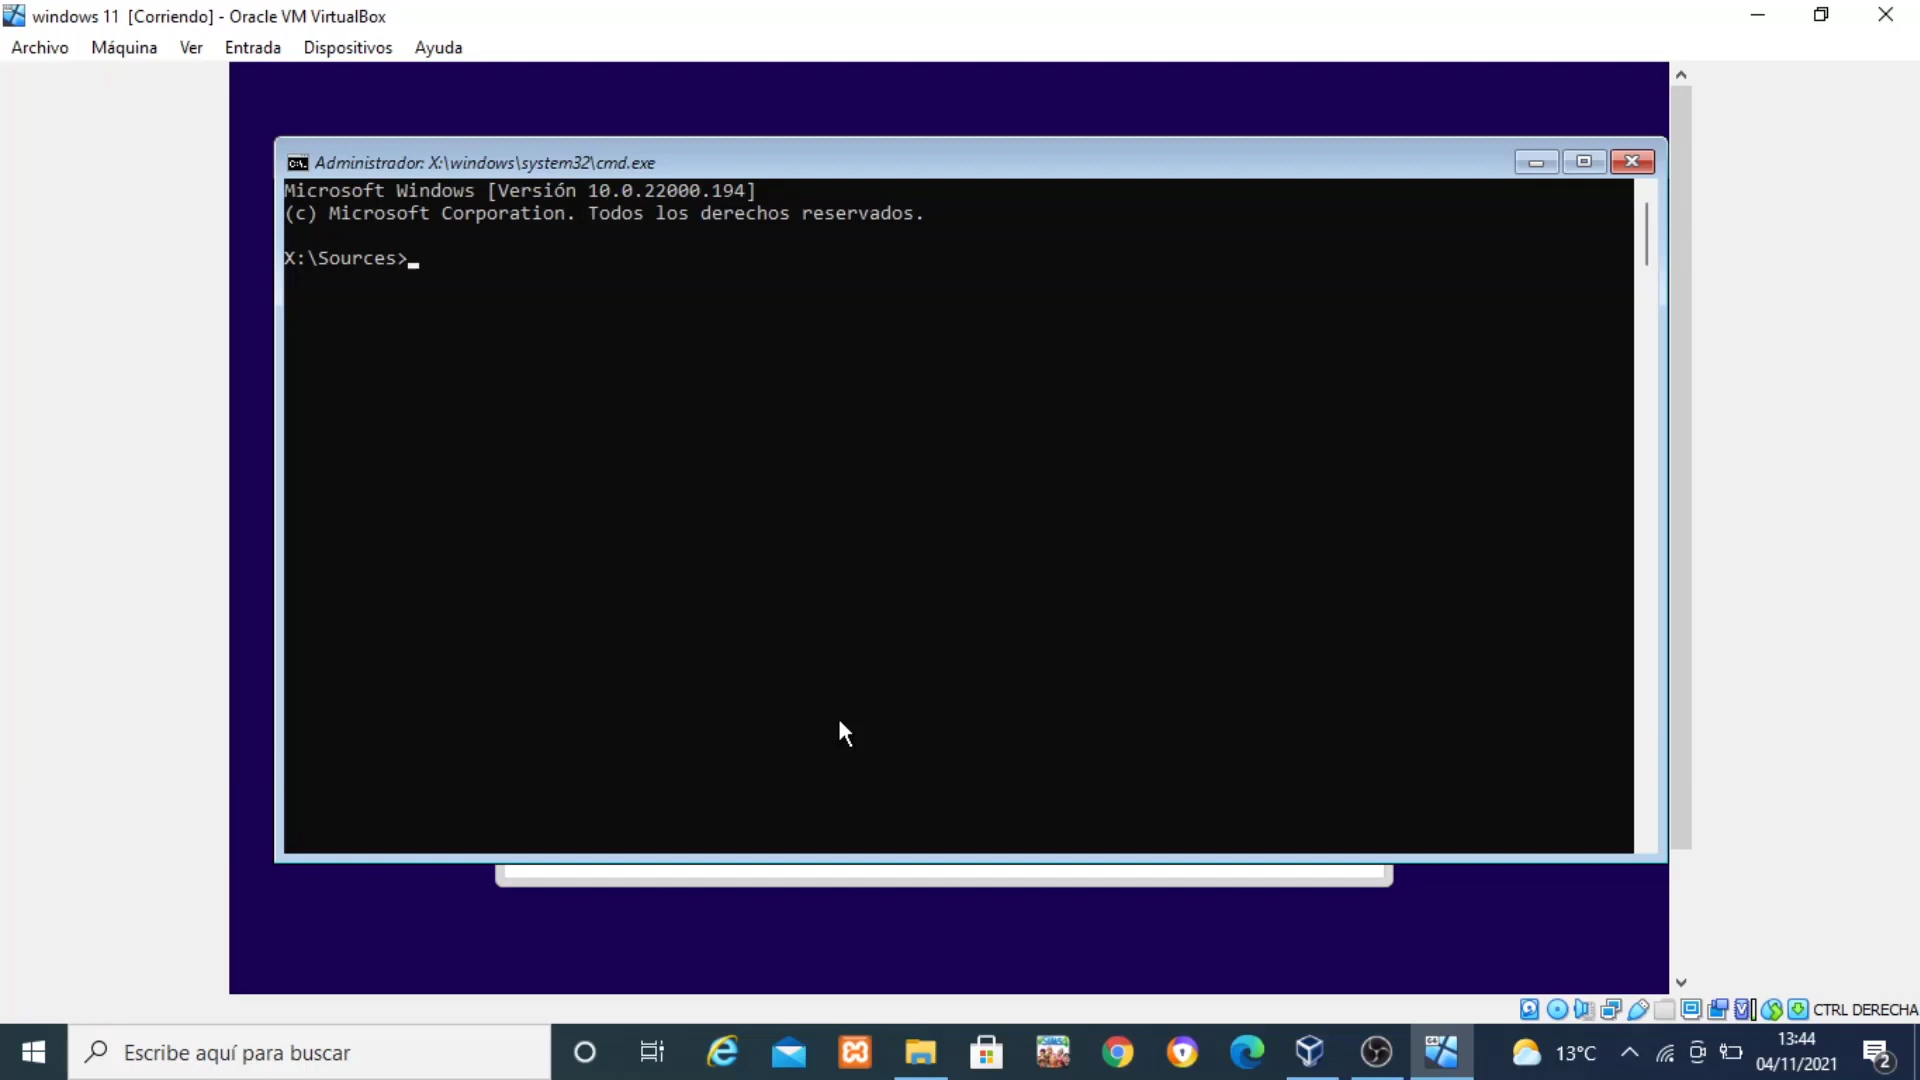 windows 11 [Corriendo] - Oracle VM VirtualBox
Archivo Máquina Ver Entrada Dispositivos Ayuda
Administrador: X:\windows\system32\cmd.exe
Microsoft Windows [Versión 10.0.22000.194]
(c) Microsoft Corporation. Todos los derechos reservados.
X:\Sources>
CTRL DERECHA
Escribe aquí para buscar
13°C
13:44
04/11/2021
2